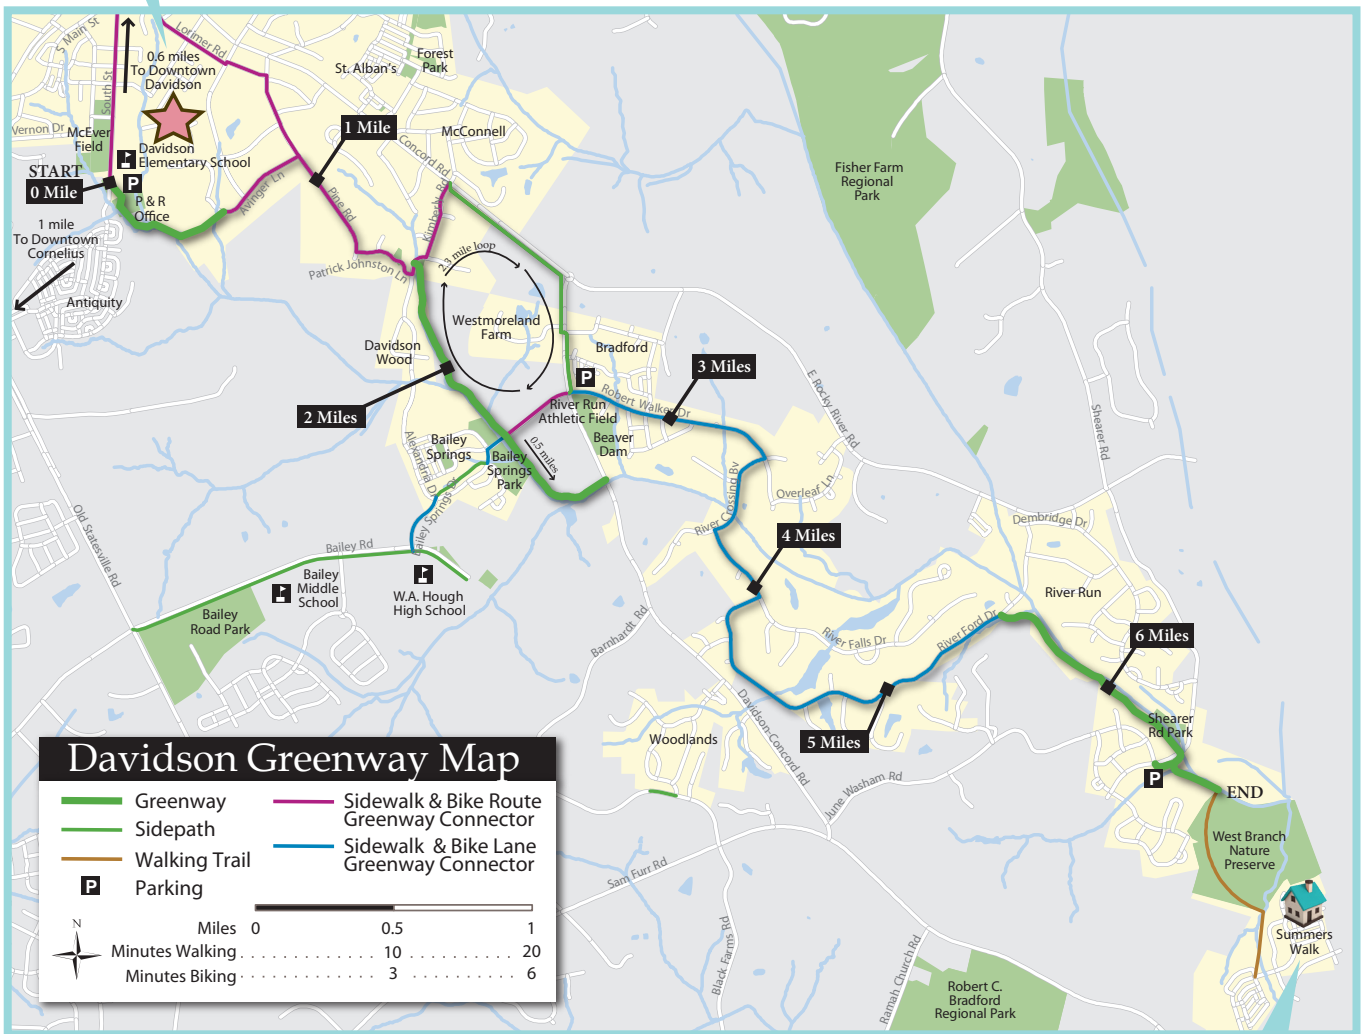 S Main St
Lorimer Rd
0.6 miles
To Downtown
Davidson
South St
St. Alban's
Forest
Park
Vernon Dr
McEver
Field
Davidson
Elementary School
1 Mile
McConnell
Concord Rd
Fisher Farm
Regional
Park
START
0 Mile
P
P & R
Office
Avinger Ln
Pine Rd
Kimberly Rd
1 mile
To Downtown
Cornelius
Patrick Johnston Ln
2.3 mile loop
Antiquity
Westmoreland
Farm
Davidson
Wood
Bradford
P
3 Miles
2 Miles
Robert Walker Dr
River Run
Athletic Field
E Rocky River Rd
Shearer Rd
Bailey
Springs
Alexandria Dr
Bailey
Springs
Park
0.5 miles
Beaver
Dam
River Crossing Bv
Overleaf Ln
Bailey Springs Dr
Old Statesville Rd
Dembridge Dr
4 Miles
Bailey Rd
Bailey
Middle
School
W.A. Hough
High School
Bailey
Road Park
River Run
Barnhardt Rd
River Falls Dr
River Ford Dr
6 Miles
Davidson-Concord Rd
Shearer
Rd Park
Woodlands
5 Miles
P
June Washam Rd
END
West Branch
Nature
Preserve
Sam Furr Rd
Black Farms Rd
Ramah Church Rd
Summers
Walk
Robert C.
Bradford
Regional Park
Davidson Greenway Map
Greenway
Sidepath
Walking Trail
P Parking
Sidewalk & Bike Route
Greenway Connector
Sidewalk & Bike Lane
Greenway Connector
N
Miles 0 0.5 1
Minutes Walking . . . . . . . . . . . . . 10 . . . . . . . . . . 20
Minutes Biking . . . . . . . . . . . . . . 3 . . . . . . . . . . 6